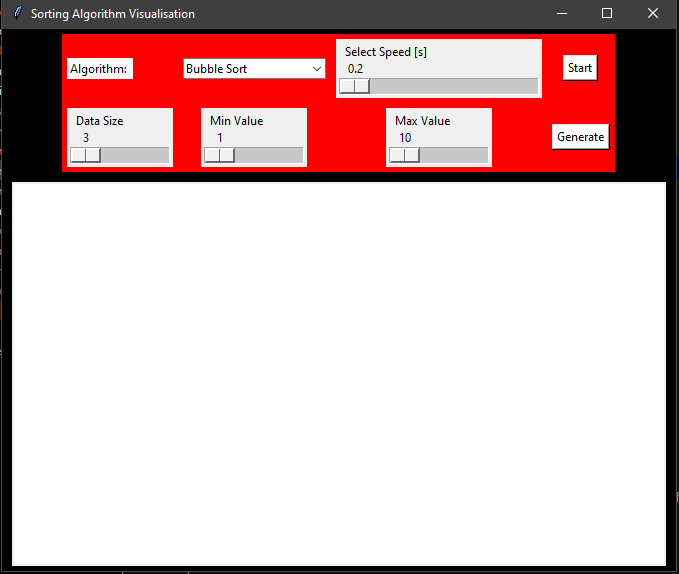 Sorting Algorithm Visualisation
Select Speed [s]
Algorithm: Bubble Sort 0.2 Start
Data Size Min Value Max Value
3 1 10 Generate